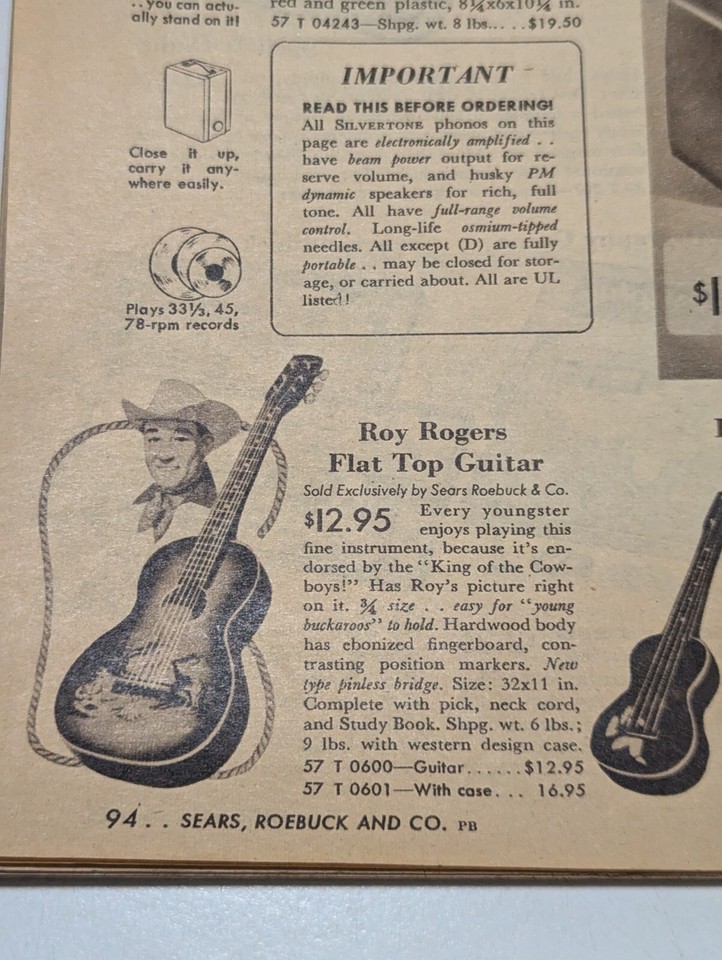 . . you can actu-
ally stand on it!
red and green plastic, 8¼x6x10¼ in.
57 T 04243—Shpg. wt. 8 lbs... ..$19.50
Close it up,
carry it any-
where easily.
Plays 33⅓, 45,
78-rpm records
IMPORTANT
READ THIS BEFORE ORDERING!
All SILVERTONE phonos on this
page are electronically amplified . .
have beam power output for re-
serve volume, and husky PM
dynamic speakers for rich, full
tone. All have full-range volume
control. Long-life osmium-tipped
needles. All except (D) are fully
portable . . may be closed for stor-
age, or carried about. All are UL
listed!
Roy Rogers
Flat Top Guitar
Sold Exclusively by Sears Roebuck & Co.
$12.95 Every youngster
enjoys playing this
fine instrument, because it's en-
dorsed by the "King of the Cow-
boys!" Has Roy's picture right
on it. ¾ size . . easy for "young
buckaroos" to hold. Hardwood body
has ebonized fingerboard, con-
trasting position markers. New
type pinless bridge. Size: 32x11 in.
Complete with pick, neck cord,
and Study Book. Shpg. wt. 6 lbs.;
9 lbs. with western design case.
57 T 0600—Guitar......$12.95
57 T 0601—With case... 16.95
94 . . SEARS, ROEBUCK AND CO. PB